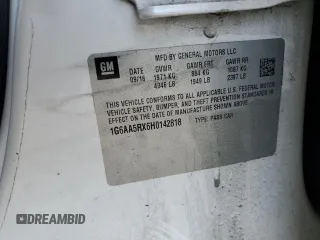 GM
MFD BY GENERAL MOTORS LLC
DATE GVWR GAWR FRT GAWR RR
09/16 1971 KG 884 KG 1087 KG
4346 LB 1949 LB 2397 LB
THIS VEHICLE CONFORMS TO ALL APPLICABLE U.S. FEDERAL MOTOR
VEHICLE SAFETY, BUMPER, AND THEFT PREVENTION STANDARDS IN
EFFECT ON THE DATE OF MANUFACTURE SHOWN ABOVE.
1G6AA5RX6H0142818 TYPE: PASS CAR
DREAMBID